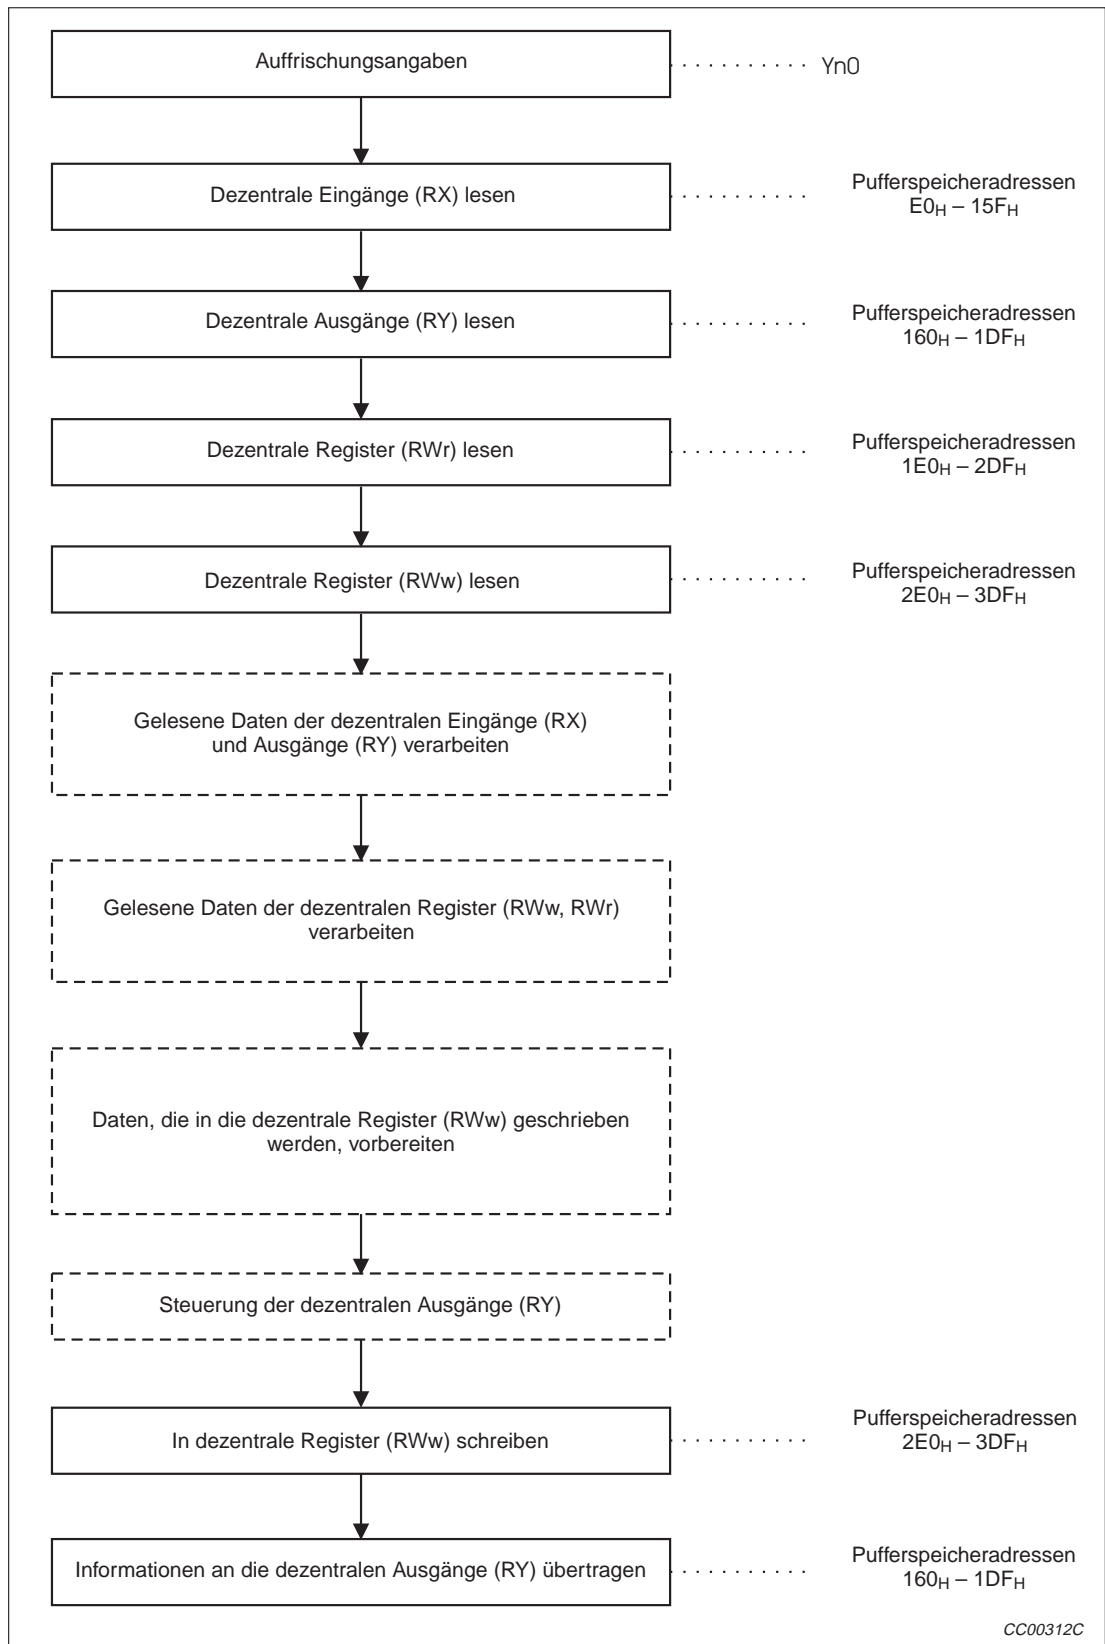 Auffrischungsangaben
Yn0
Dezentrale Eingänge (RX) lesen
Pufferspeicheradressen
E0H – 15FH
Dezentrale Ausgänge (RY) lesen
Pufferspeicheradressen
160H – 1DFH
Dezentrale Register (RWr) lesen
Pufferspeicheradressen
1E0H – 2DFH
Dezentrale Register (RWw) lesen
Pufferspeicheradressen
2E0H – 3DFH
Gelesene Daten der dezentralen Eingänge (RX)
und Ausgänge (RY) verarbeiten
Gelesene Daten der dezentralen Register (RWw, RWr)
verarbeiten
Daten, die in die dezentrale Register (RWw) geschrieben
werden, vorbereiten
Steuerung der dezentralen Ausgänge (RY)
In dezentrale Register (RWw) schreiben
Pufferspeicheradressen
2E0H – 3DFH
Informationen an die dezentralen Ausgänge (RY) übertragen
Pufferspeicheradressen
160H – 1DFH
CC00312C